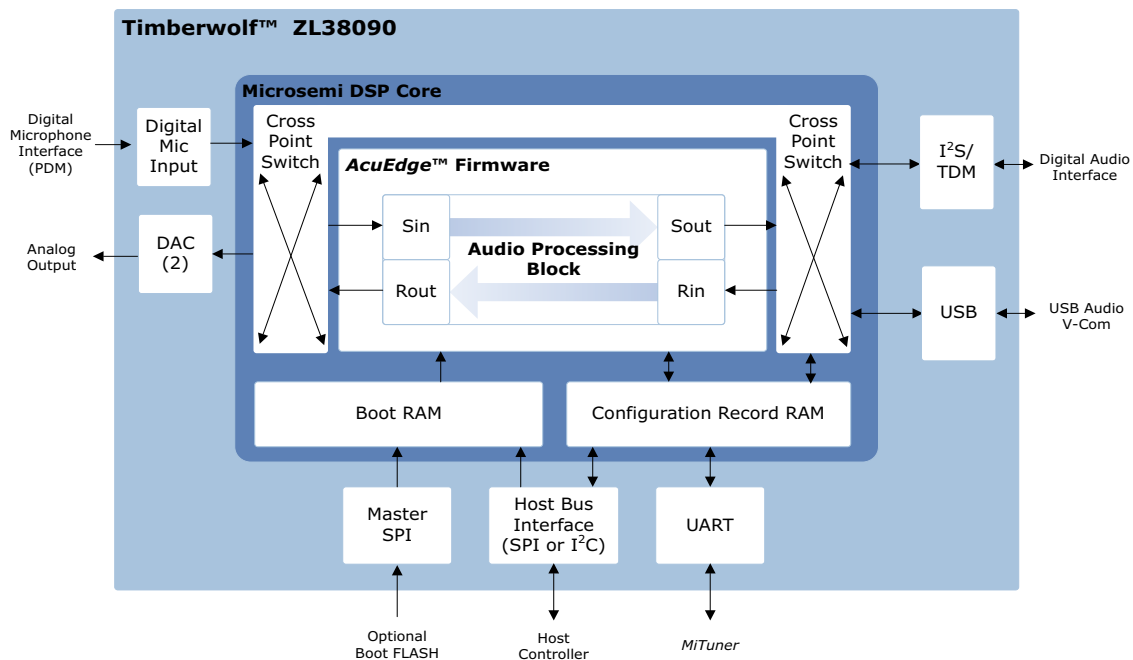 Timberwolf™ ZL38090
Microsemi DSP Core
Digital
Microphone
Interface
(PDM)
Digital
Mic
Input
Cross
Point
Switch
AcuEdge™ Firmware
Cross
Point
Switch
I²S/
TDM
Digital Audio
Interface
Sin
Sout
Audio Processing
Block
Rout
Rin
Analog
Output
DAC
(2)
USB
USB Audio
V-Com
Boot RAM
Configuration Record RAM
Master
SPI
Host Bus
Interface
(SPI or I²C)
UART
Optional
Boot FLASH
Host
Controller
MiTuner